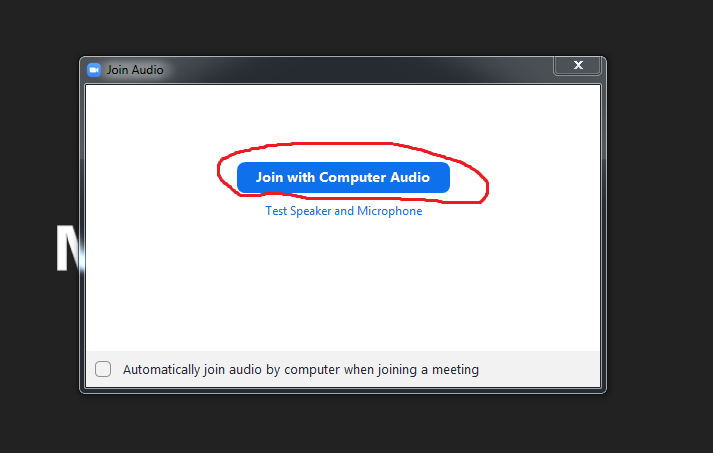 Join Audio
Join with Computer Audio
Test Speaker and Microphone
M
Automatically join audio by computer when joining a meeting